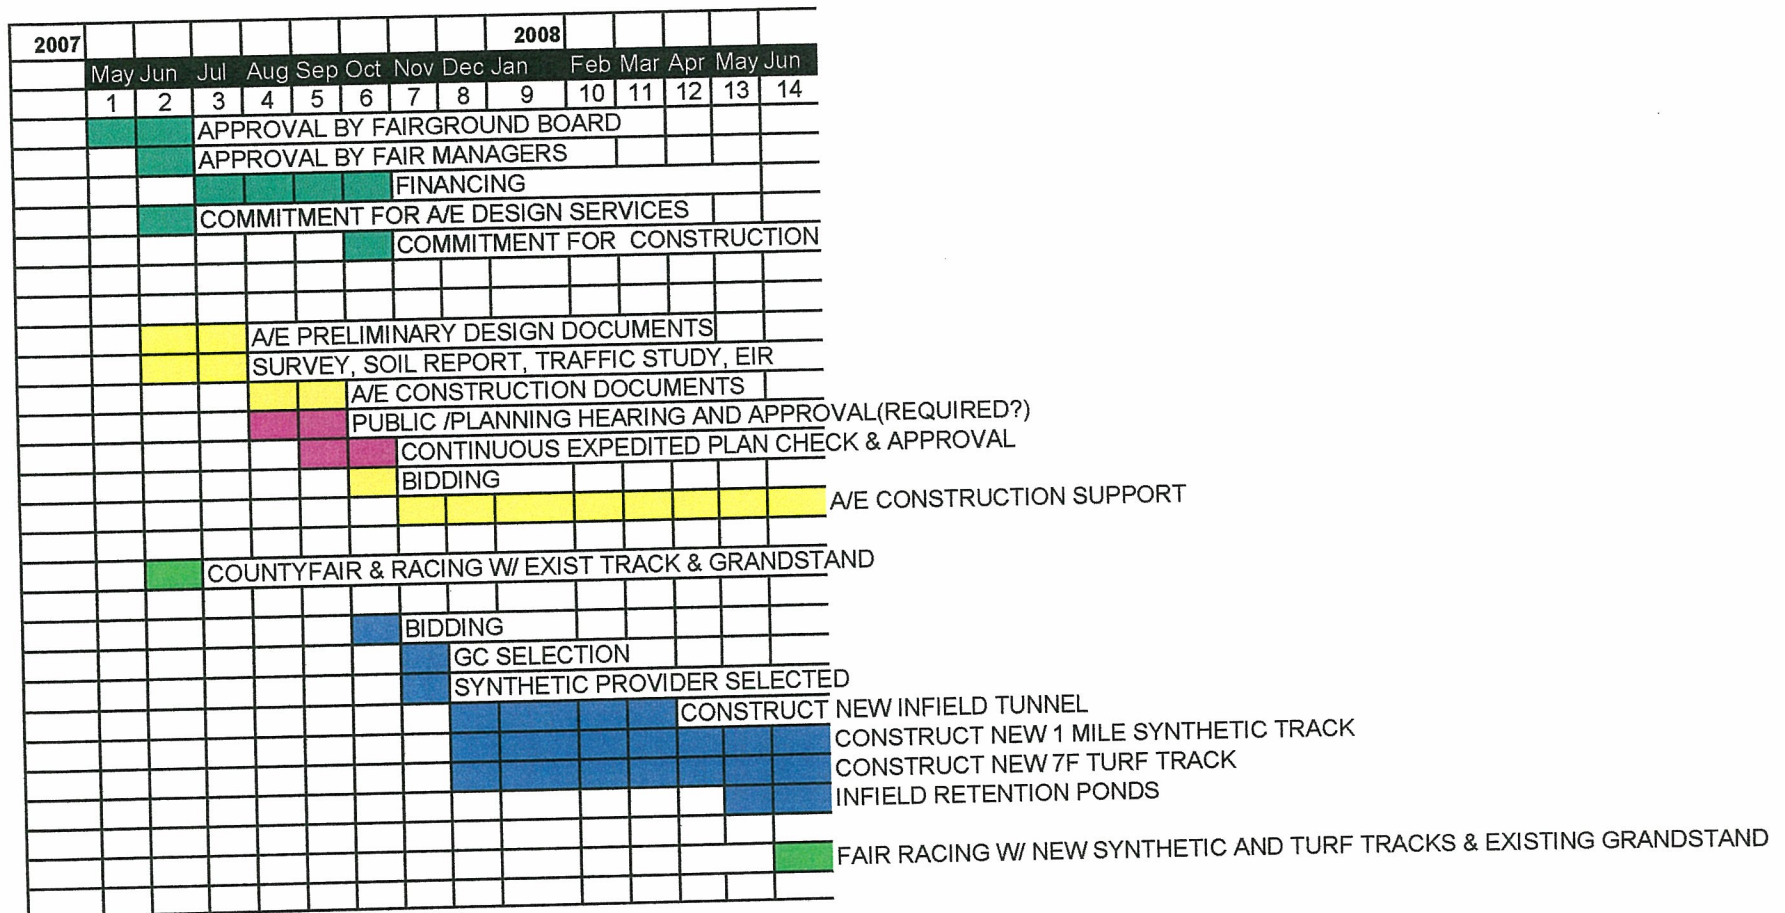 2007 2008
May Jun Jul Aug Sep Oct Nov Dec Jan Feb Mar Apr May Jun
1 2 3 4 5 6 7 8 9 10 11 12 13 14
APPROVAL BY FAIRGROUND BOARD
APPROVAL BY FAIR MANAGERS
FINANCING
COMMITMENT FOR A/E DESIGN SERVICES
COMMITMENT FOR CONSTRUCTION
A/E PRELIMINARY DESIGN DOCUMENTS
SURVEY, SOIL REPORT, TRAFFIC STUDY, EIR
A/E CONSTRUCTION DOCUMENTS
PUBLIC /PLANNING HEARING AND APPROVAL(REQUIRED?)
CONTINUOUS EXPEDITED PLAN CHECK & APPROVAL
BIDDING
A/E CONSTRUCTION SUPPORT
COUNTYFAIR & RACING W/ EXIST TRACK & GRANDSTAND
BIDDING
GC SELECTION
SYNTHETIC PROVIDER SELECTED
CONSTRUCT NEW INFIELD TUNNEL
CONSTRUCT NEW 1 MILE SYNTHETIC TRACK
CONSTRUCT NEW 7F TURF TRACK
INFIELD RETENTION PONDS
FAIR RACING W/ NEW SYNTHETIC AND TURF TRACKS & EXISTING GRANDSTAND